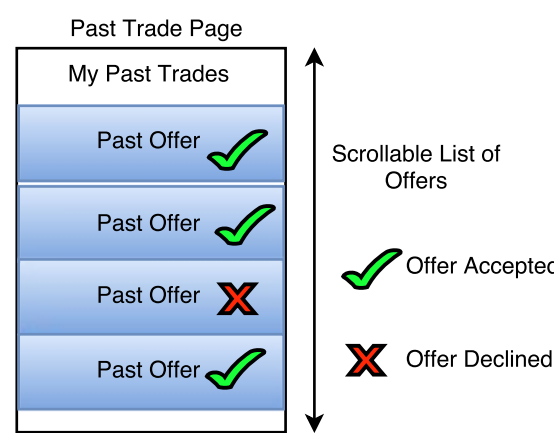 Past Trade Page
My Past Trades
Past Offer
Past Offer
Past Offer
Past Offer
Scrollable List of
Offers
Offer Accepted
Offer Declined